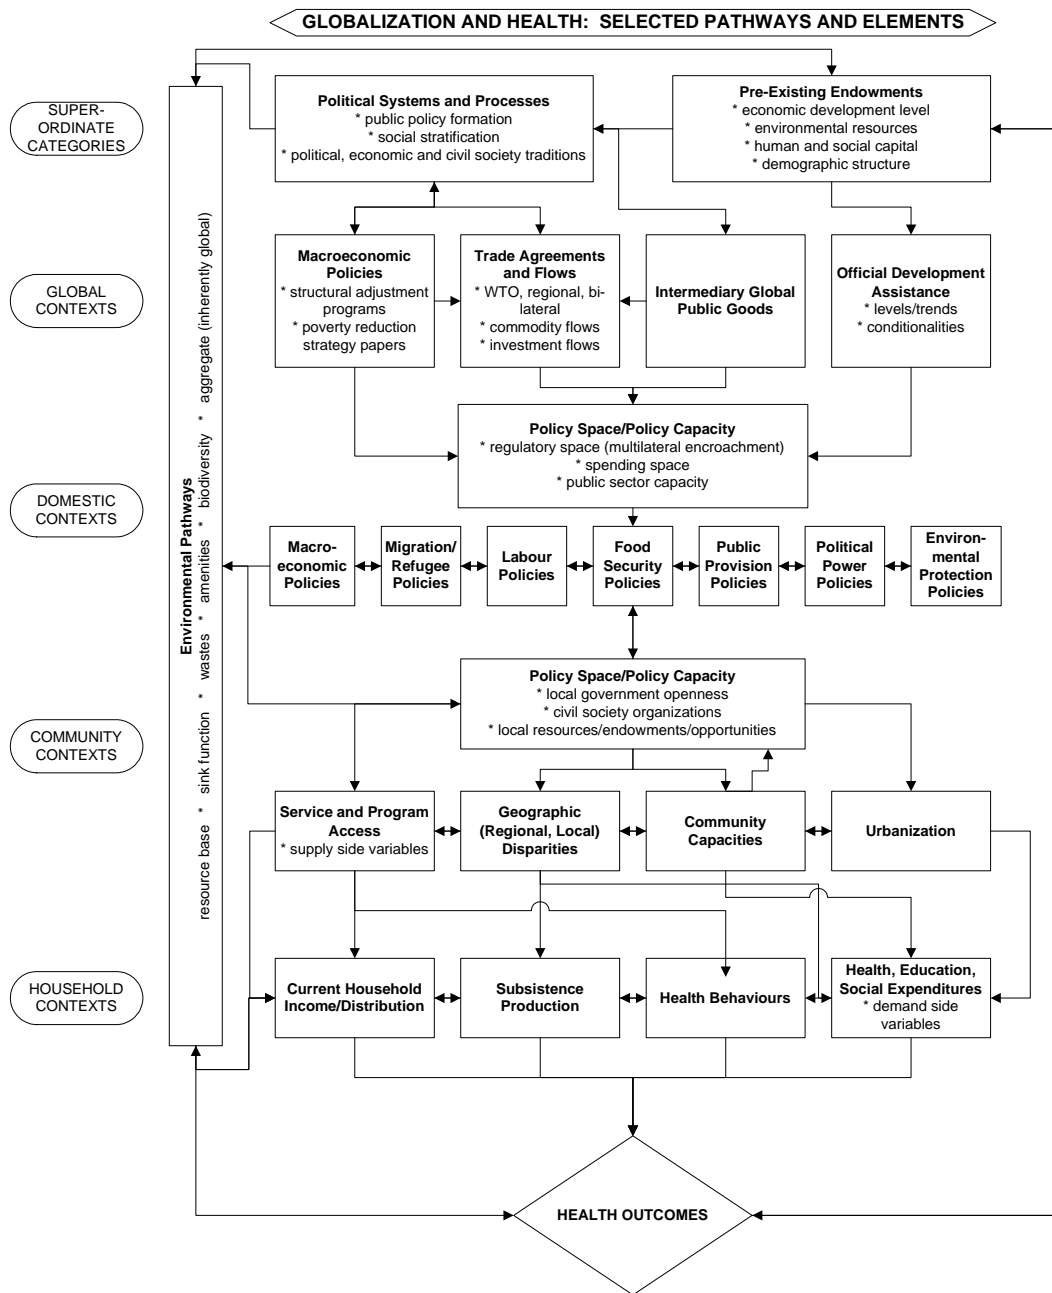 GLOBALIZATION AND HEALTH: SELECTED PATHWAYS AND ELEMENTS
SUPER-
ORDINATE
CATEGORIES
Political Systems and Processes
* public policy formation
* social stratification
* political, economic and civil society traditions
Pre-Existing Endowments
* economic development level
* environmental resources
* human and social capital
* demographic structure
Environmental Pathways
resource base * sink function * wastes * amenities * biodiversity * aggregate (inherently global)
GLOBAL
CONTEXTS
Macroeconomic
Policies
* structural adjustment
programs
* poverty reduction
strategy papers
Trade Agreements
and Flows
* WTO, regional, bi-
lateral
* commodity flows
* investment flows
Intermediary Global
Public Goods
Official Development
Assistance
* levels/trends
* conditionalities
Policy Space/Policy Capacity
* regulatory space (multilateral encroachment)
* spending space
* public sector capacity
DOMESTIC
CONTEXTS
Macro-
economic
Policies
Migration/
Refugee
Policies
Labour
Policies
Food
Security
Policies
Public
Provision
Policies
Political
Power
Policies
Environ-
mental
Protection
Policies
Policy Space/Policy Capacity
* local government openness
* civil society organizations
* local resources/endowments/opportunities
COMMUNITY
CONTEXTS
Service and Program
Access
* supply side variables
Geographic
(Regional, Local)
Disparities
Community
Capacities
Urbanization
HOUSEHOLD
CONTEXTS
Current Household
Income/Distribution
Subsistence
Production
Health Behaviours
Health, Education,
Social Expenditures
* demand side
variables
HEALTH OUTCOMES